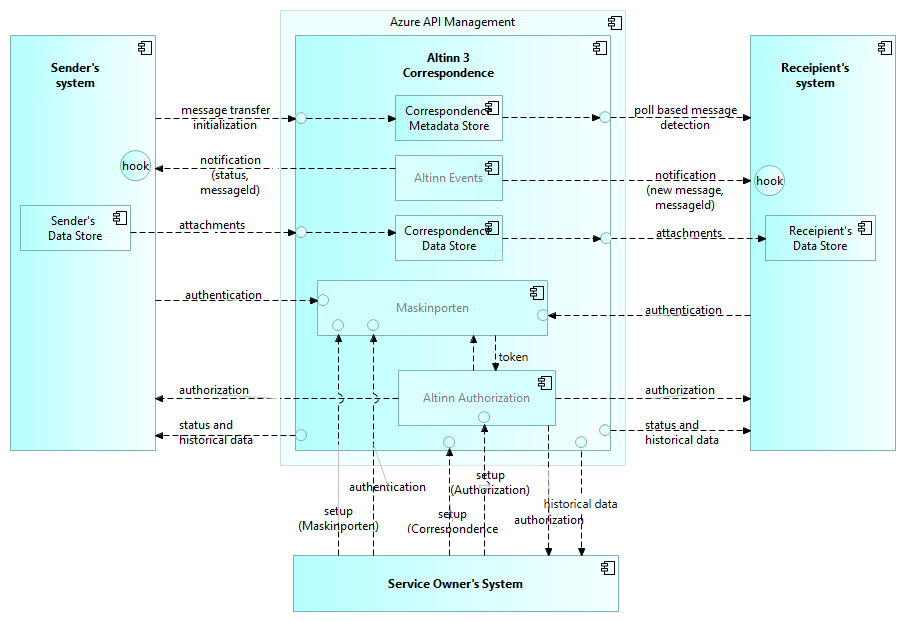 Azure API Management
Sender's
system
Altinn 3
Correspondence
Receipient's
system
message transfer
initialization
Correspondence
Metadata Store
poll based message
detection
hook
notification
(status,
messageId)
Altinn Events
notification
(new message,
messageId)
hook
Sender's
Data Store
attachments
Correspondence
Data Store
attachments
Receipient's
Data Store
authentication
Maskinporten
authentication
token
authorization
Altinn Authorization
authorization
status and
historical data
status and
historical data
authentication
setup
(Authorization)
historical data
setup
(Maskinporten)
setup
(Correspondence
authorization
Service Owner's System